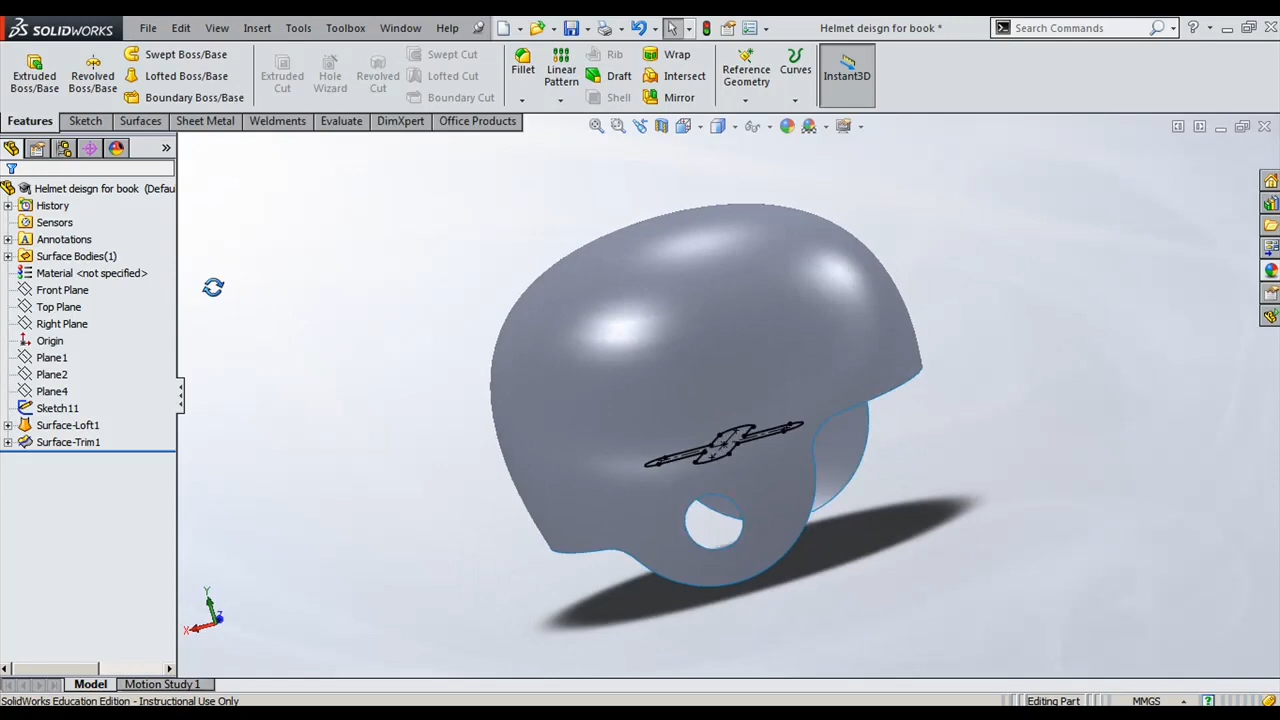 SOLIDWORKS File Edit View Insert Tools Toolbox Window Help Helmet deisgn for book * Search Commands
Extruded Boss/Base Revolved Boss/Base Swept Boss/Base Lofted Boss/Base Boundary Boss/Base Extruded Cut Hole Wizard Revolved Cut Swept Cut Lofted Cut Boundary Cut Fillet Linear Pattern Rib Draft Shell Wrap Intersect Mirror Reference Geometry Curves Instant3D
Features Sketch Surfaces Sheet Metal Weldments Evaluate DimXpert Office Products
Helmet deisgn for book (Defau
History
Sensors
Annotations
Surface Bodies(1)
Material <not specified>
Front Plane
Top Plane
Right Plane
Origin
Plane1
Plane2
Plane4
Sketch11
Surface-Loft1
Surface-Trim1
Y
X
Z
Model Motion Study 1
SolidWorks Education Edition - Instructional Use Only Editing Part MMGS